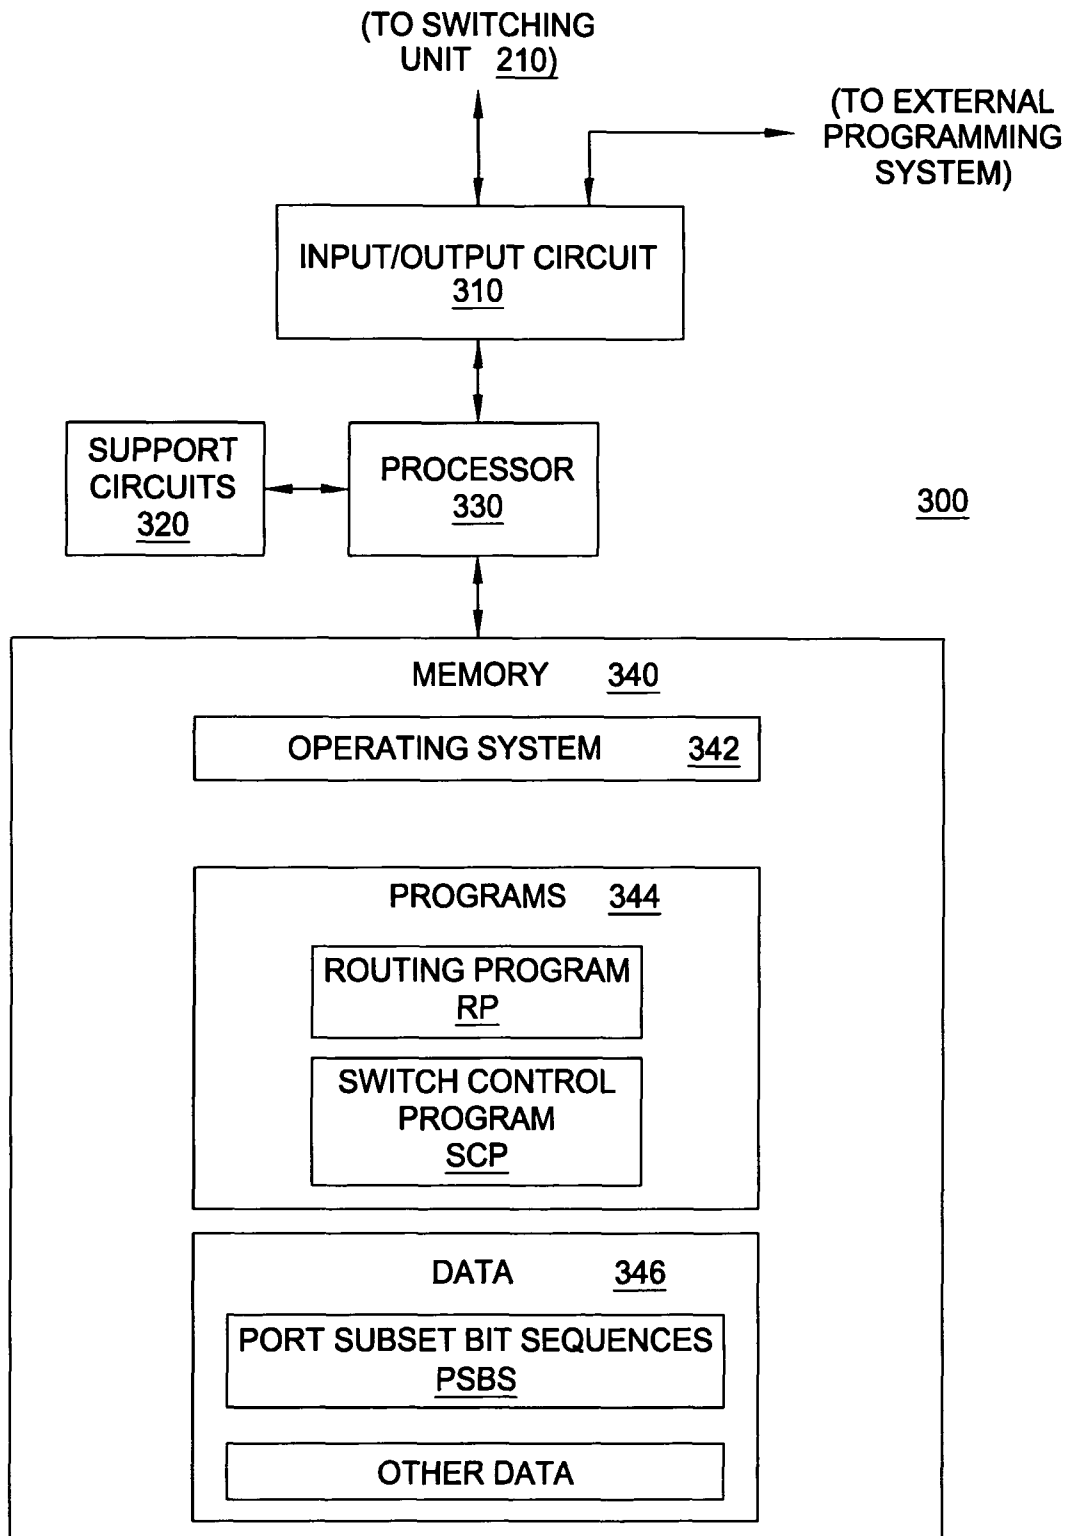 (TO SWITCHING
UNIT 210)
(TO EXTERNAL
PROGRAMMING
SYSTEM)
INPUT/OUTPUT CIRCUIT
310
SUPPORT
CIRCUITS
320
PROCESSOR
330
300
MEMORY 340
OPERATING SYSTEM 342
PROGRAMS 344
ROUTING PROGRAM
RP
SWITCH CONTROL
PROGRAM
SCP
DATA 346
PORT SUBSET BIT SEQUENCES
PSBS
OTHER DATA